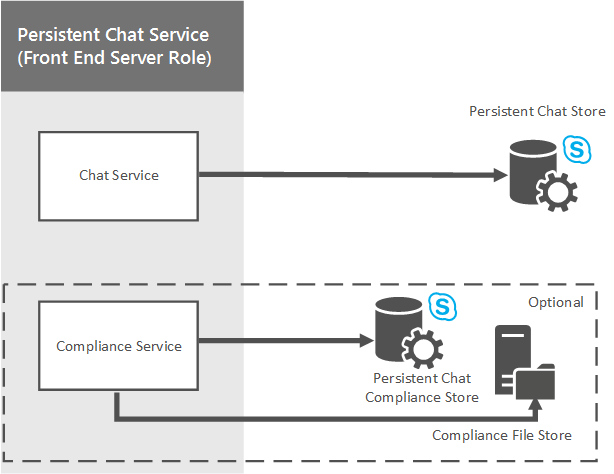 Persistent Chat Service
(Front End Server Role)
Persistent Chat Store
Chat Service
Optional
Compliance Service
Persistent Chat
Compliance Store
Compliance File Store